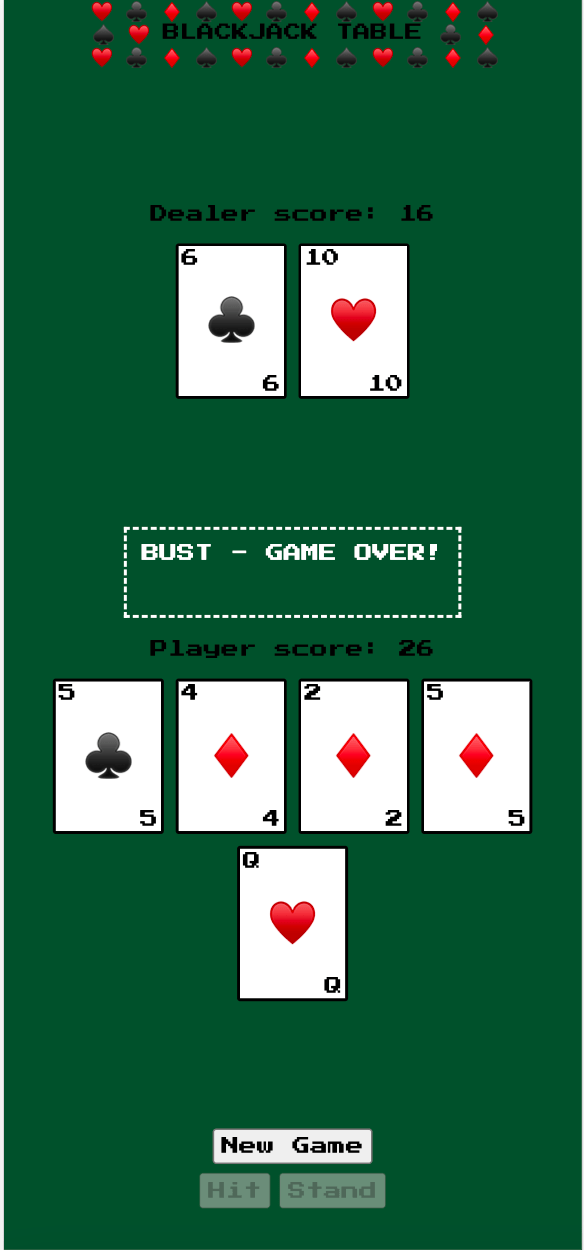 BLACKJACK TABLE
Dealer score: 16
6 10
6 10
BUST - GAME OVER!
Player score: 26
5 4 2 5
5 4 2 5
Q
Q
New Game
Hit Stand